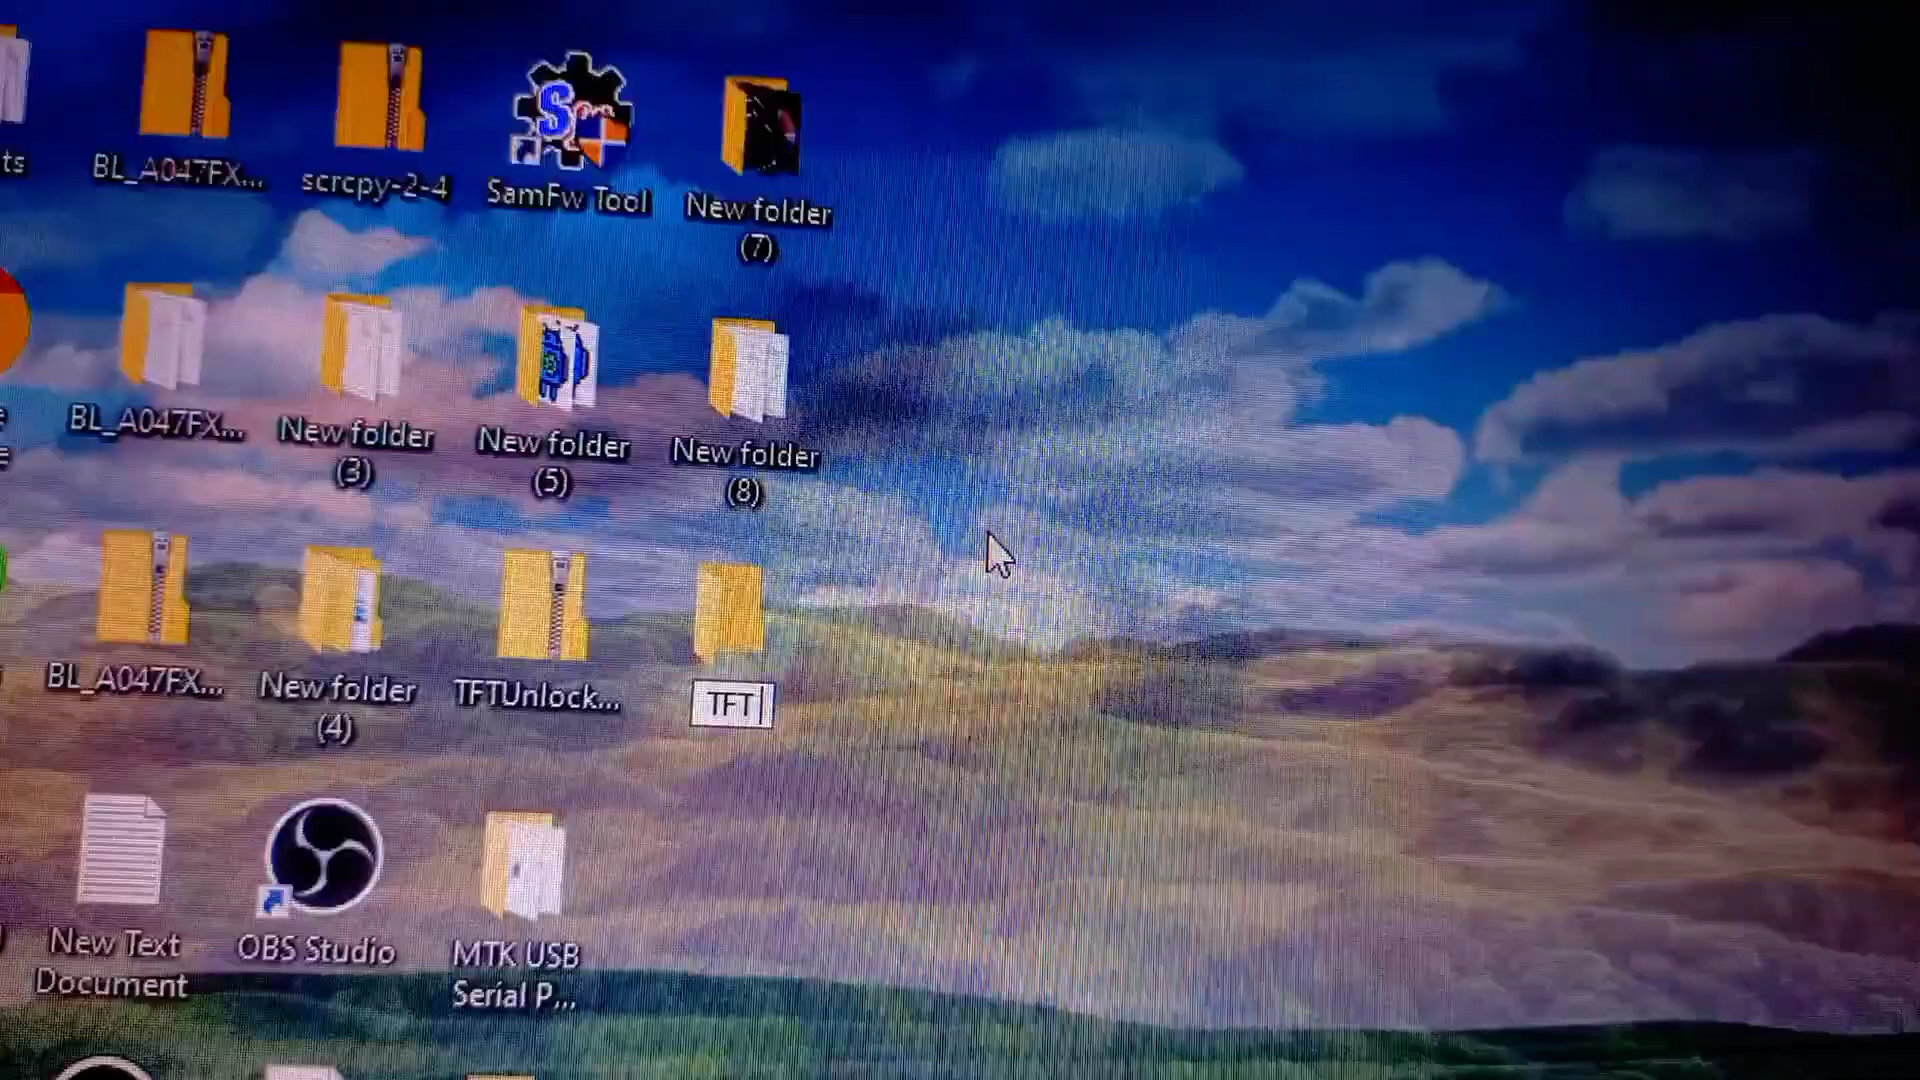 ts
BL_A047FX...
scrcpy-2-4
SamFw Tool
New folder
(7)
BL_A047FX...
New folder
(3)
New folder
(5)
New folder
(8)
BL_A047FX...
New folder
(4)
TFTUnlock...
TFT
New Text
Document
OBS Studio
MTK USB
Serial P...